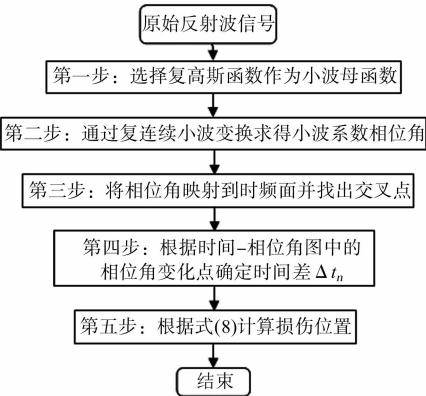 原始反射波信号
第一步：选择复高斯函数作为小波母函数
第二步：通过复连续小波变换求得小波系数相位角
第三步：将相位角映射到时频面并找出交叉点
第四步：根据时间-相位角图中的
相位角变化点确定时间差Δtₙ
第五步：根据式(8)计算损伤位置
结束